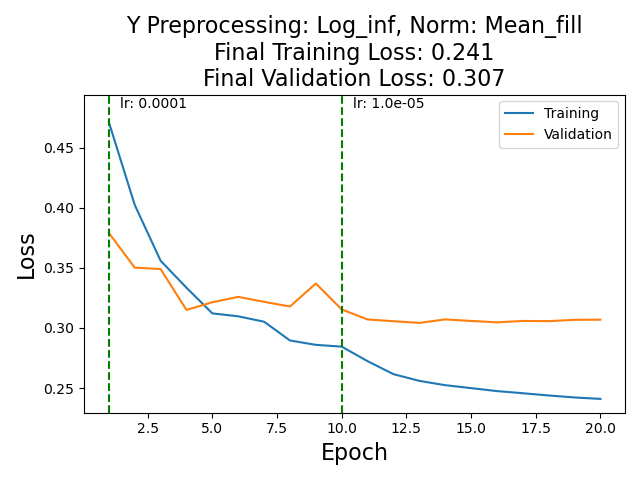 Y Preprocessing: Log_inf, Norm: Mean_fill
Final Training Loss: 0.241
Final Validation Loss: 0.307
lr: 0.0001
lr: 1.0e-05
Training
Validation
0.45
0.40
0.35
0.30
0.25
Loss
2.5
5.0
7.5
10.0
12.5
15.0
17.5
20.0
Epoch